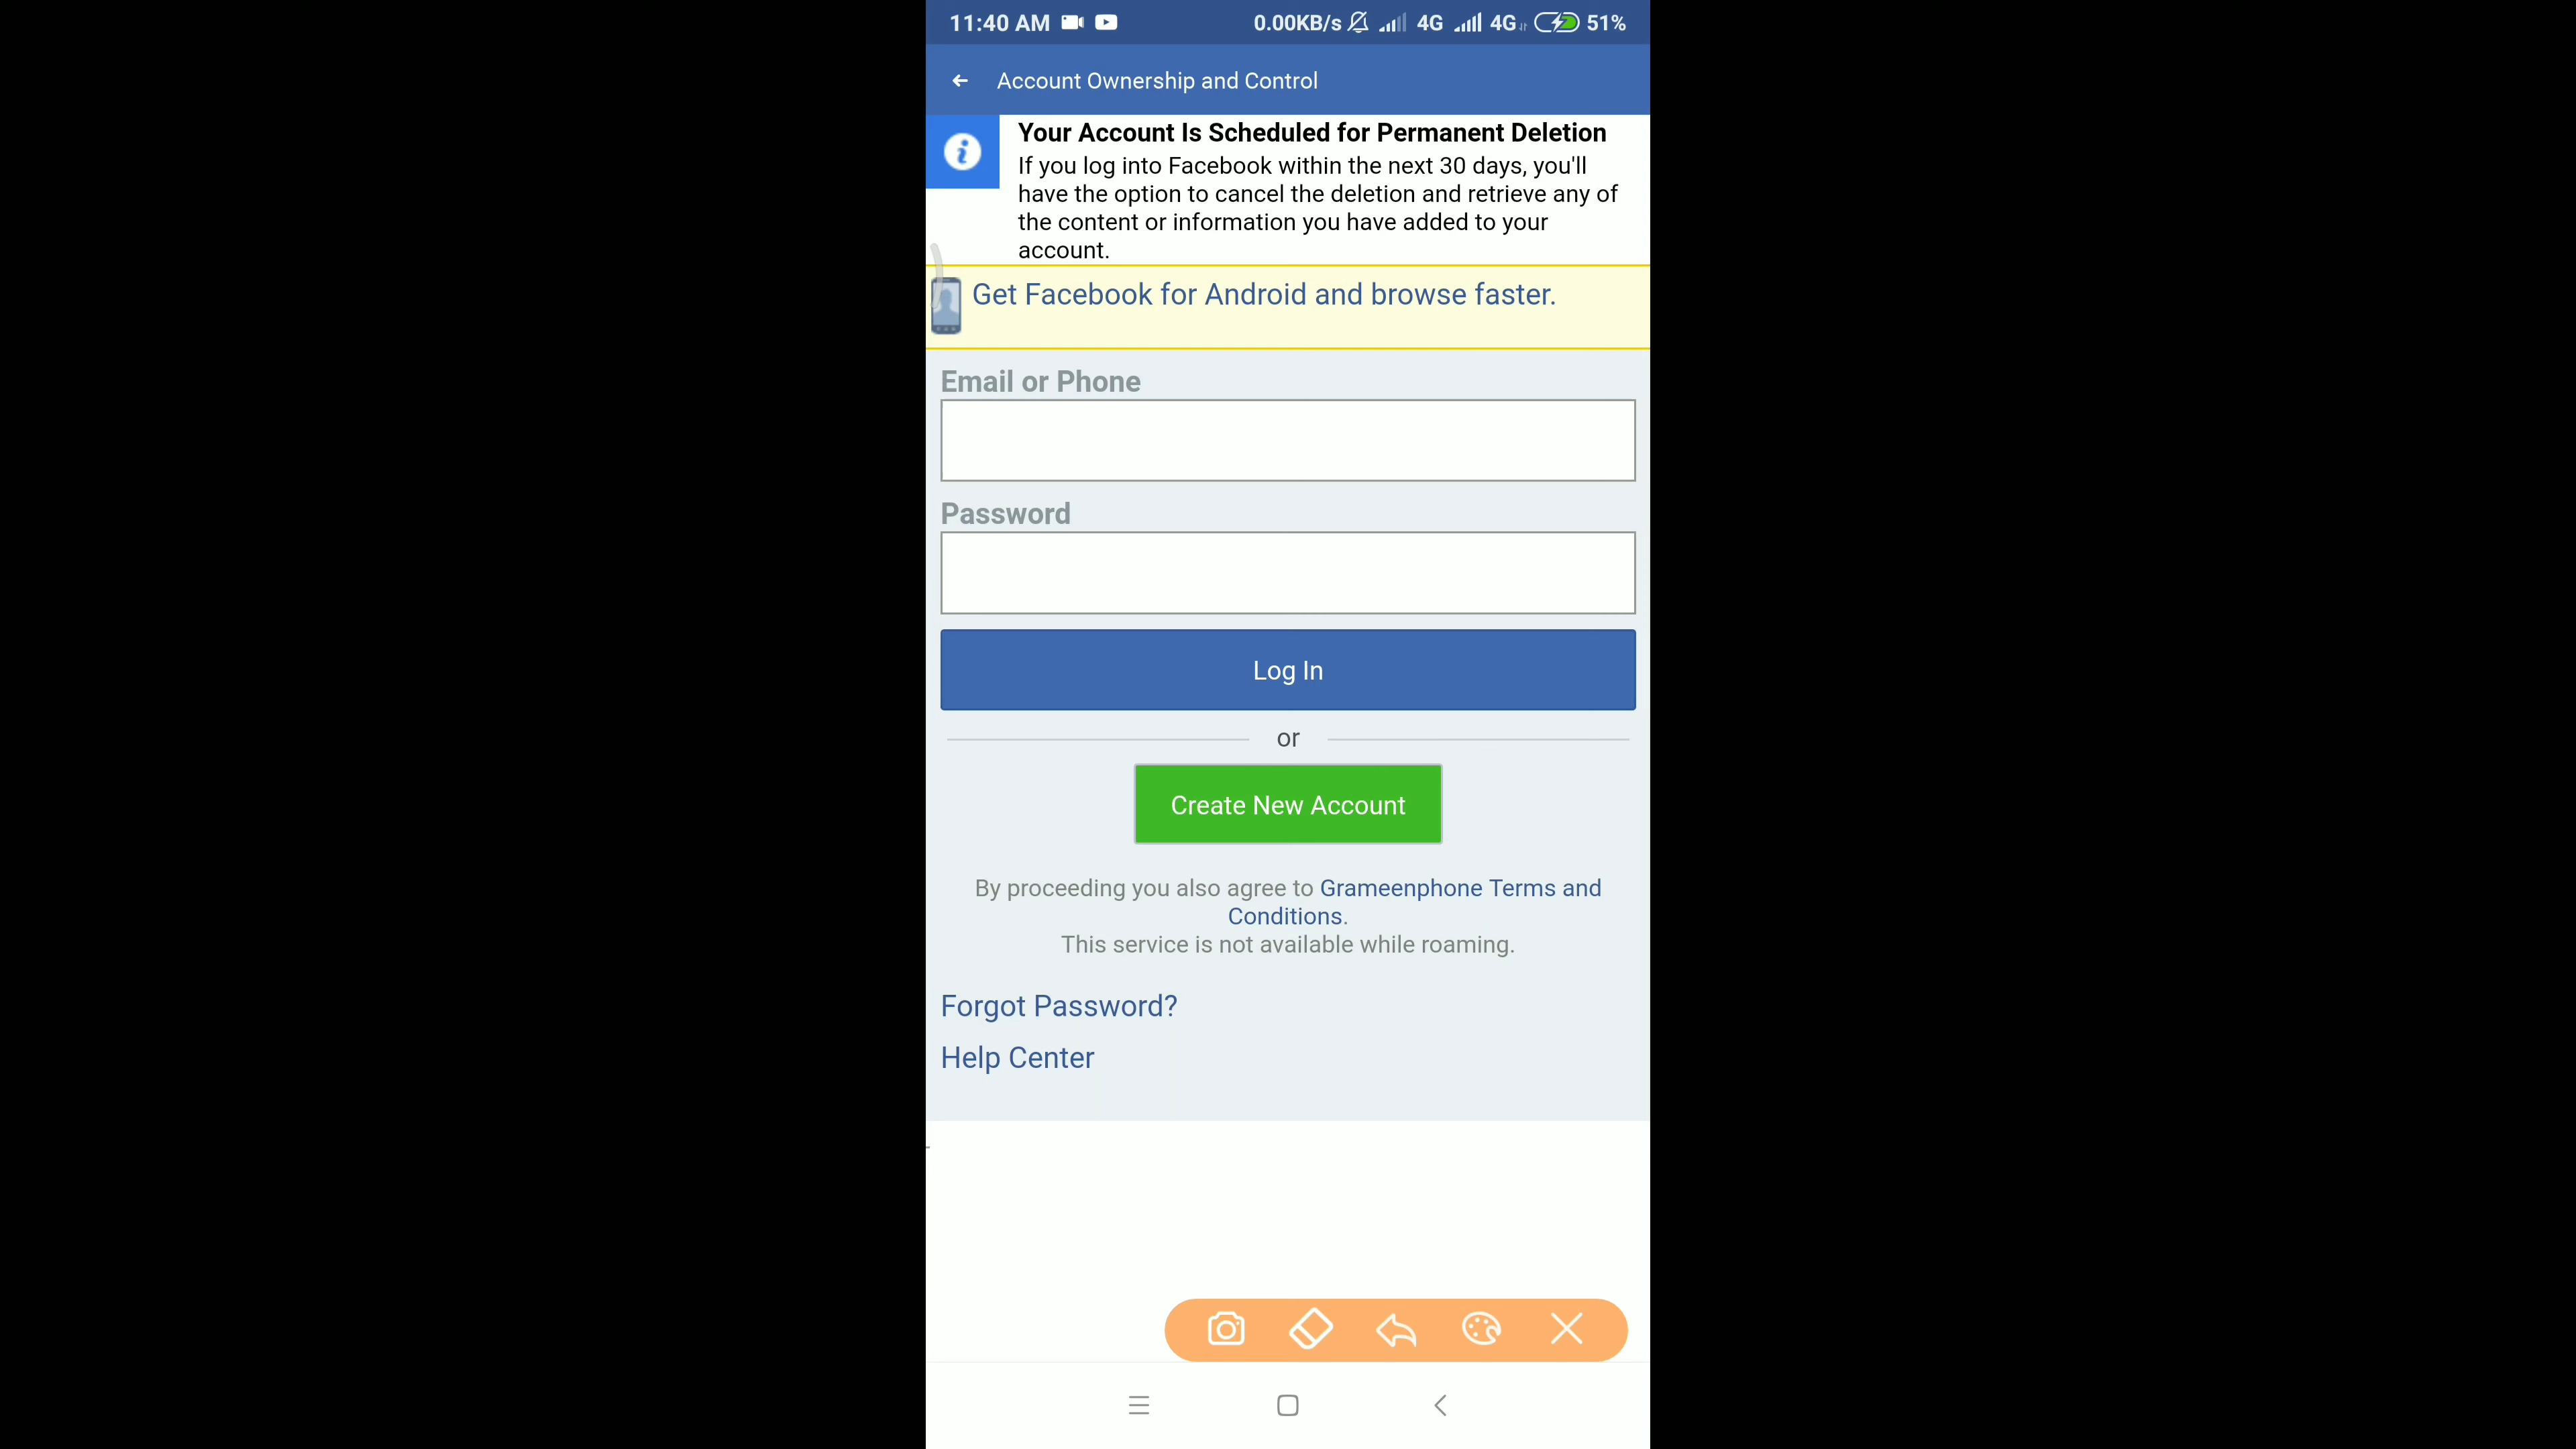 11:40 AM 0.00KB/s 4G 4G 51%
Account Ownership and Control
Your Account Is Scheduled for Permanent Deletion
If you log into Facebook within the next 30 days, you'll
have the option to cancel the deletion and retrieve any of
the content or information you have added to your
account.
Get Facebook for Android and browse faster.
Email or Phone
Password
Log In
or
Create New Account
By proceeding you also agree to Grameenphone Terms and
Conditions.
This service is not available while roaming.
Forgot Password?
Help Center